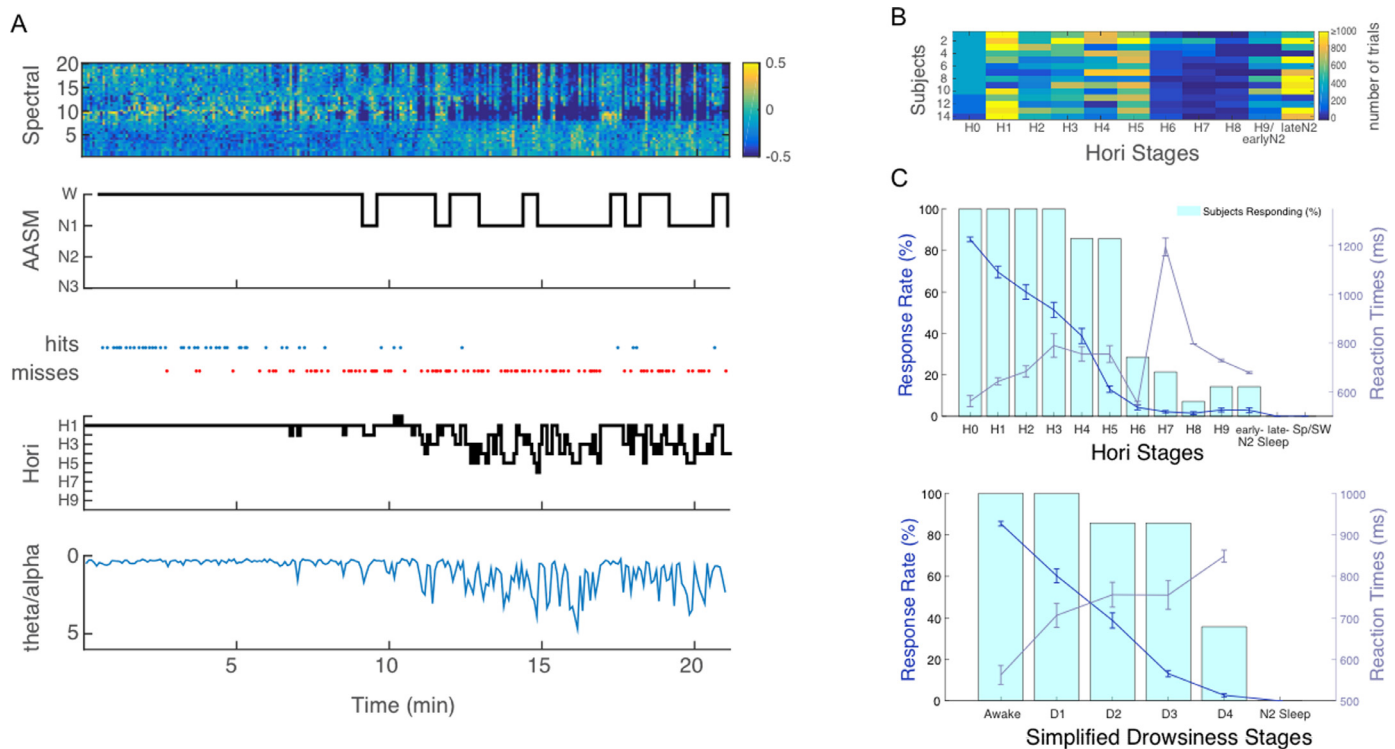 A
Spectral
20
15
10
5
0.5
0
-0.5
AASM
W
N1
N2
N3
hits
misses
Hori
H1
H3
H5
H7
H9
theta/alpha
0
5
5 10 15 20
Time (min)
B
Subjects
2
4
6
8
10
12
14
H0 H1 H2 H3 H4 H5 H6 H7 H8 H9/ lateN2
earlyN2
Hori Stages
≥1000
800
600
400
200
0
number of trials
C
Response Rate (%)
100
80
60
40
20
0
Subjects Responding (%)
1200
1000
800
600
Reaction Times (ms)
H0 H1 H2 H3 H4 H5 H6 H7 H8 H9 early- late- Sp/SW
N2 Sleep
Hori Stages
Response Rate (%)
100
80
60
40
20
0
1000
900
800
700
600
500
Reaction Times (ms)
Awake D1 D2 D3 D4 N2 Sleep
Simplified Drowsiness Stages